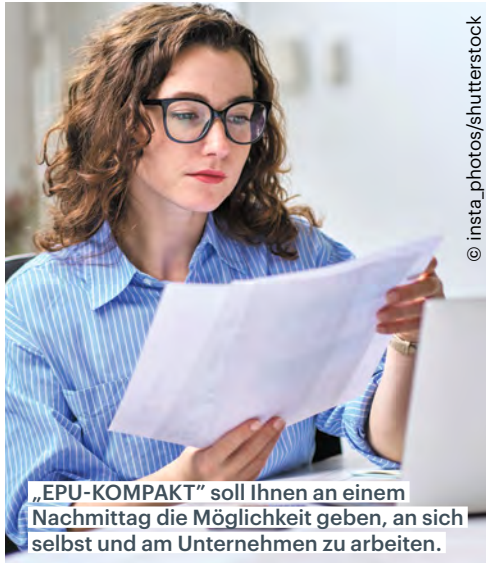 © insta_photos/shutterstock
„EPU-KOMPAKT” soll Ihnen an einem
Nachmittag die Möglichkeit geben, an sich
selbst und am Unternehmen zu arbeiten.